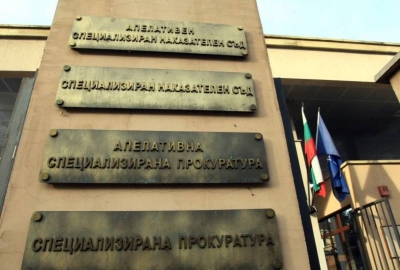 АПЕЛАТИВЕН
СПЕЦИАЛИЗИРАН НАКАЗАТЕЛЕН СЪД
СПЕЦИАЛИЗИРАН НАКАЗАТЕЛЕН СЪД
АПЕЛАТИВНА
СПЕЦИАЛИЗИРАНА ПРОКУРАТУРА
СПЕЦИАЛИЗИРАНА ПРОКУРАТУРА